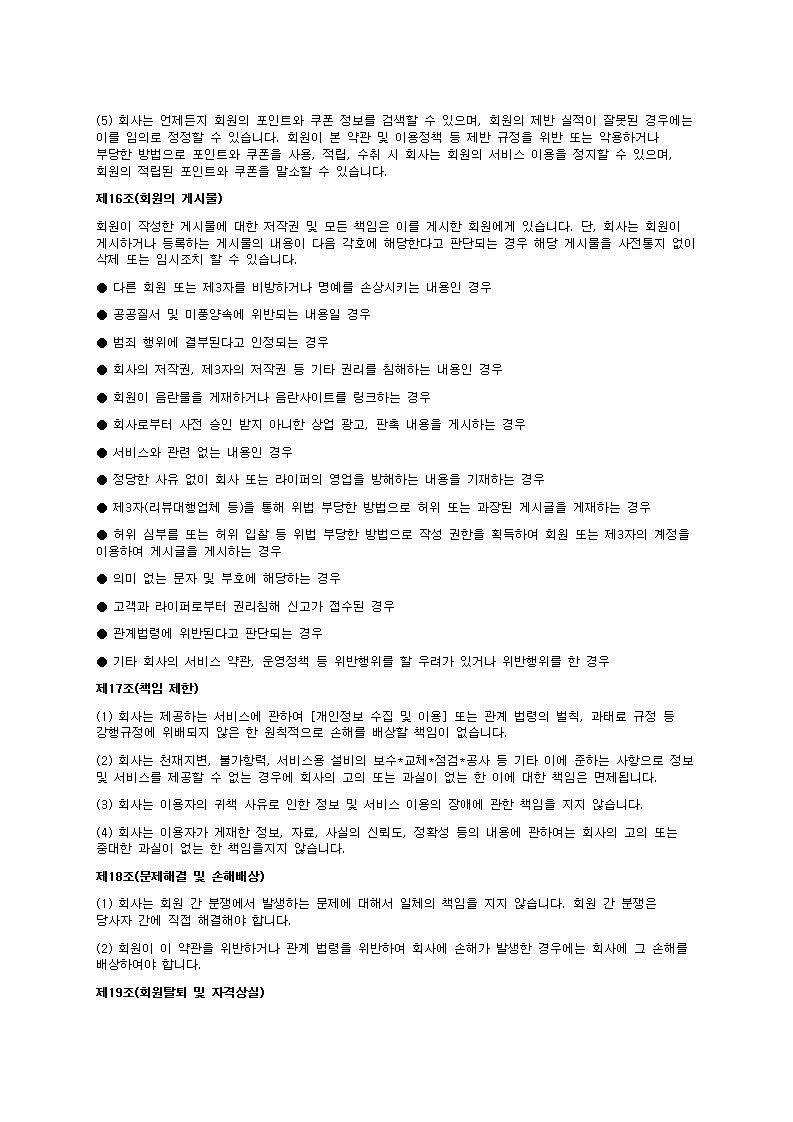 (5) 회사는 언제든지 회원의 포인트와 쿠폰 정보를 검색할 수 있으며, 회원의 제반 실적이 잘못된 경우에는
이를 임의로 정정할 수 있습니다. 회원이 본 약관 및 이용정책 등 제반 규정을 위반 또는 악용하거나
부당한 방법으로 포인트와 쿠폰을 사용, 적립, 수취 시 회사는 회원의 서비스 이용을 정지할 수 있으며,
회원의 적립된 포인트와 쿠폰을 말소할 수 있습니다.
제16조(회원의 게시물)
회원이 작성한 게시물에 대한 저작권 및 모든 책임은 이를 게시한 회원에게 있습니다. 단, 회사는 회원이
게시하거나 등록하는 게시물의 내용이 다음 각호에 해당한다고 판단되는 경우 해당 게시물을 사전통지 없이
삭제 또는 임시조치 할 수 있습니다.
● 다른 회원 또는 제3자를 비방하거나 명예를 손상시키는 내용인 경우
● 공공질서 및 미풍양속에 위반되는 내용일 경우
● 범죄 행위에 결부된다고 인정되는 경우
● 회사의 저작권, 제3자의 저작권 등 기타 권리를 침해하는 내용인 경우
● 회원이 음란물을 게재하거나 음란사이트를 링크하는 경우
● 회사로부터 사전 승인 받지 아니한 상업 광고, 판촉 내용을 게시하는 경우
● 서비스와 관련 없는 내용인 경우
● 정당한 사유 없이 회사 또는 라이퍼의 영업을 방해하는 내용을 기재하는 경우
● 제3자(리뷰대행업체 등)을 통해 위법 부당한 방법으로 허위 또는 과장된 게시글을 게재하는 경우
● 허위 심부름 또는 허위 입찰 등 위법 부당한 방법으로 작성 권한을 획득하여 회원 또는 제3자의 계정을
이용하여 게시글을 게시하는 경우
● 의미 없는 문자 및 부호에 해당하는 경우
● 고객과 라이퍼로부터 권리침해 신고가 접수된 경우
● 관계법령에 위반된다고 판단되는 경우
● 기타 회사의 서비스 약관, 운영정책 등 위반행위를 할 우려가 있거나 위반행위를 한 경우
제17조(책임 제한)
(1) 회사는 제공하는 서비스에 관하여 [개인정보 수집 및 이용] 또는 관계 법령의 벌칙, 과태료 규정 등
강행규정에 위배되지 않은 한 원칙적으로 손해를 배상할 책임이 없습니다.
(2) 회사는 천재지변, 불가항력, 서비스용 설비의 보수*교체*점검*공사 등 기타 이에 준하는 사항으로 정보
및 서비스를 제공할 수 없는 경우에 회사의 고의 또는 과실이 없는 한 이에 대한 책임은 면제됩니다.
(3) 회사는 이용자의 귀책 사유로 인한 정보 및 서비스 이용의 장애에 관한 책임을 지지 않습니다.
(4) 회사는 이용자가 게재한 정보, 자료, 사실의 신뢰도, 정확성 등의 내용에 관하여는 회사의 고의 또는
중대한 과실이 없는 한 책임을지지 않습니다.
제18조(문제해결 및 손해배상)
(1) 회사는 회원 간 분쟁에서 발생하는 문제에 대해서 일체의 책임을 지지 않습니다. 회원 간 분쟁은
당사자 간에 직접 해결해야 합니다.
(2) 회원이 이 약관을 위반하거나 관계 법령을 위반하여 회사에 손해가 발생한 경우에는 회사에 그 손해를
배상하여야 합니다.
제19조(회원탈퇴 및 자격상실)